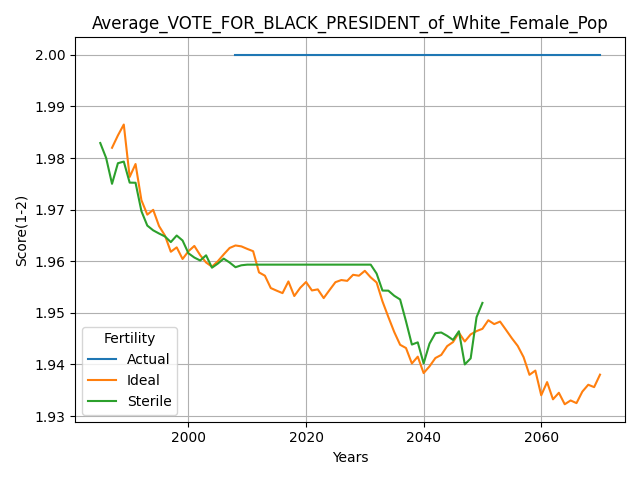 Average_VOTE_FOR_BLACK_PRESIDENT_of_White_Female_Pop
2.00
1.99
1.98
1.97
1.96
1.95
1.94
1.93
Score(1-2)
Fertility
Actual
Ideal
Sterile
2000 2020 2040 2060
Years